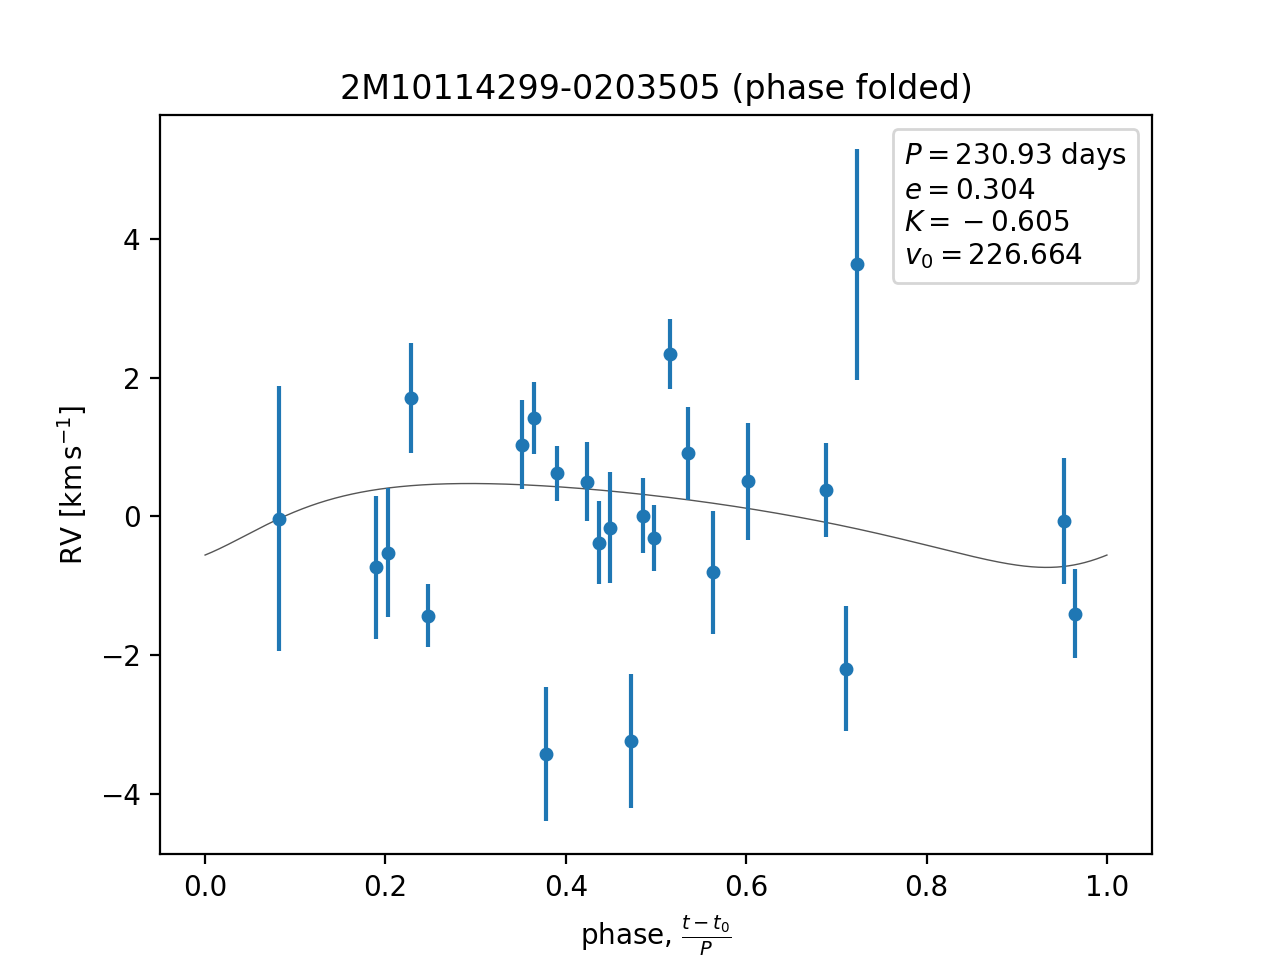 2M10114299-0203505 (phase folded)
P = 230.93 days
e = 0.304
K = −0.605
v₀ = 226.664
4
2
0
−2
−4
RV [km s⁻¹]
0.0 0.2 0.4 0.6 0.8 1.0
phase, (t − t₀)/P